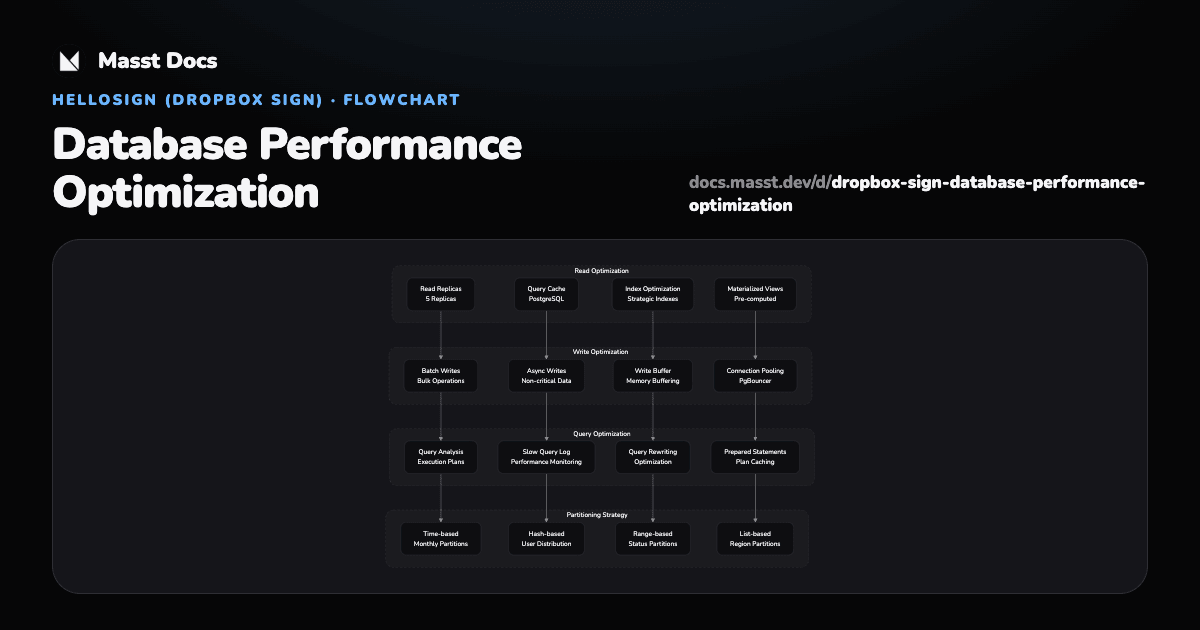 Masst Docs
HELLOSIGN (DROPBOX SIGN) · FLOWCHART
Database Performance
Optimization
docs.masst.dev/d/dropbox-sign-database-performance-
optimization
Read Optimization
Read Replicas
5 Replicas
Query Cache
PostgreSQL
Index Optimization
Strategic Indexes
Materialized Views
Pre-computed
Write Optimization
Batch Writes
Bulk Operations
Async Writes
Non-critical Data
Write Buffer
Memory Buffering
Connection Pooling
PgBouncer
Query Optimization
Query Analysis
Execution Plans
Slow Query Log
Performance Monitoring
Query Rewriting
Optimization
Prepared Statements
Plan Caching
Partitioning Strategy
Time-based
Monthly Partitions
Hash-based
User Distribution
Range-based
Status Partitions
List-based
Region Partitions